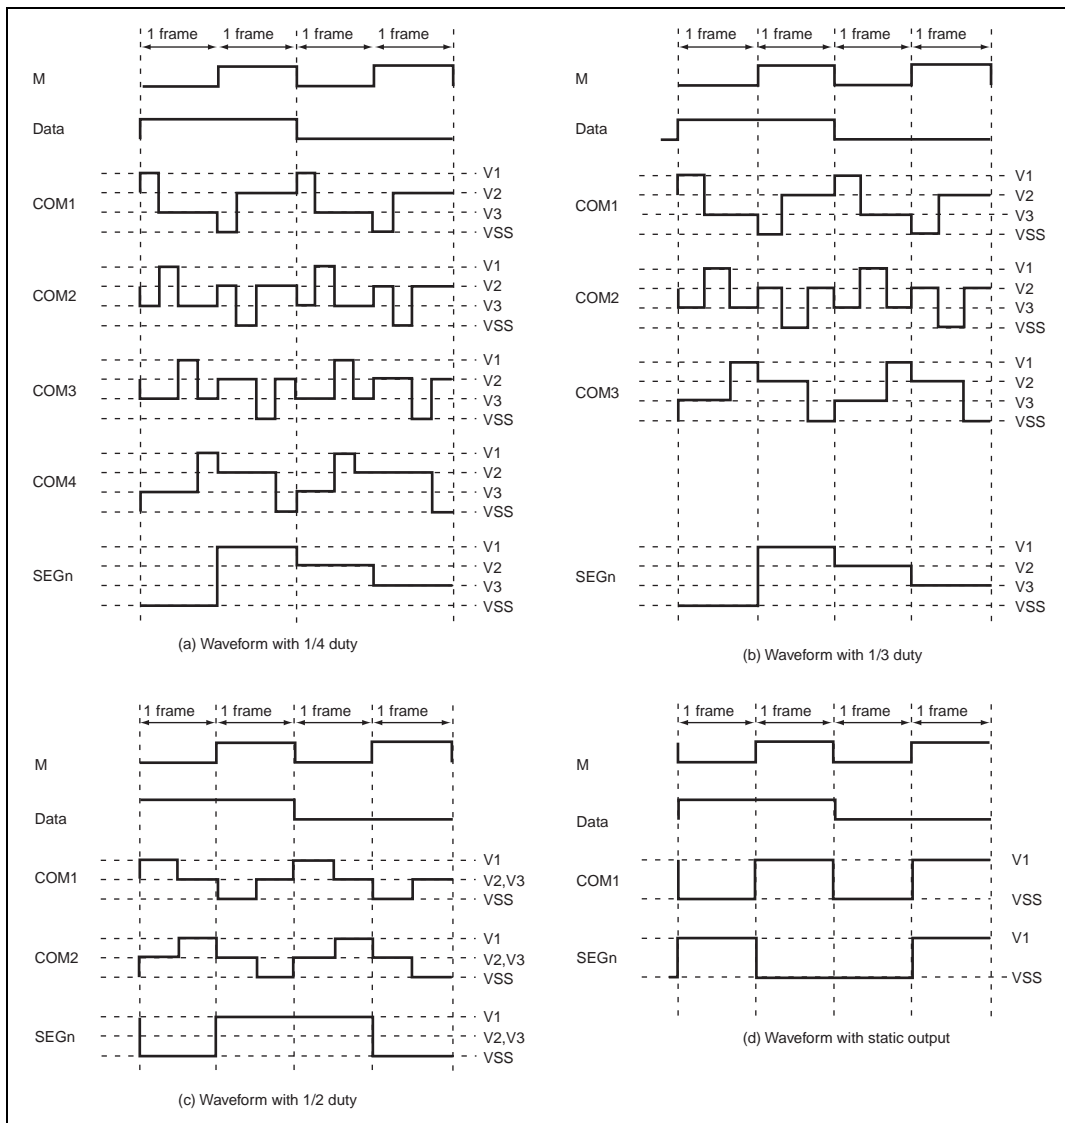 1 frame 1 frame 1 frame 1 frame
M
Data
COM1
V1
V2
V3
VSS
COM2
V1
V2
V3
VSS
COM3
V1
V2
V3
VSS
COM4
V1
V2
V3
VSS
SEGn
V1
V2
V3
VSS
(a) Waveform with 1/4 duty
1 frame 1 frame 1 frame 1 frame
M
Data
COM1
V1
V2
V3
VSS
COM2
V1
V2
V3
VSS
COM3
V1
V2
V3
VSS
SEGn
V1
V2
V3
VSS
(b) Waveform with 1/3 duty
1 frame 1 frame 1 frame 1 frame
M
Data
COM1
V1
V2,V3
VSS
COM2
V1
V2,V3
VSS
SEGn
V1
V2,V3
VSS
(c) Waveform with 1/2 duty
1 frame 1 frame 1 frame 1 frame
M
Data
COM1
V1
VSS
SEGn
V1
VSS
(d) Waveform with static output